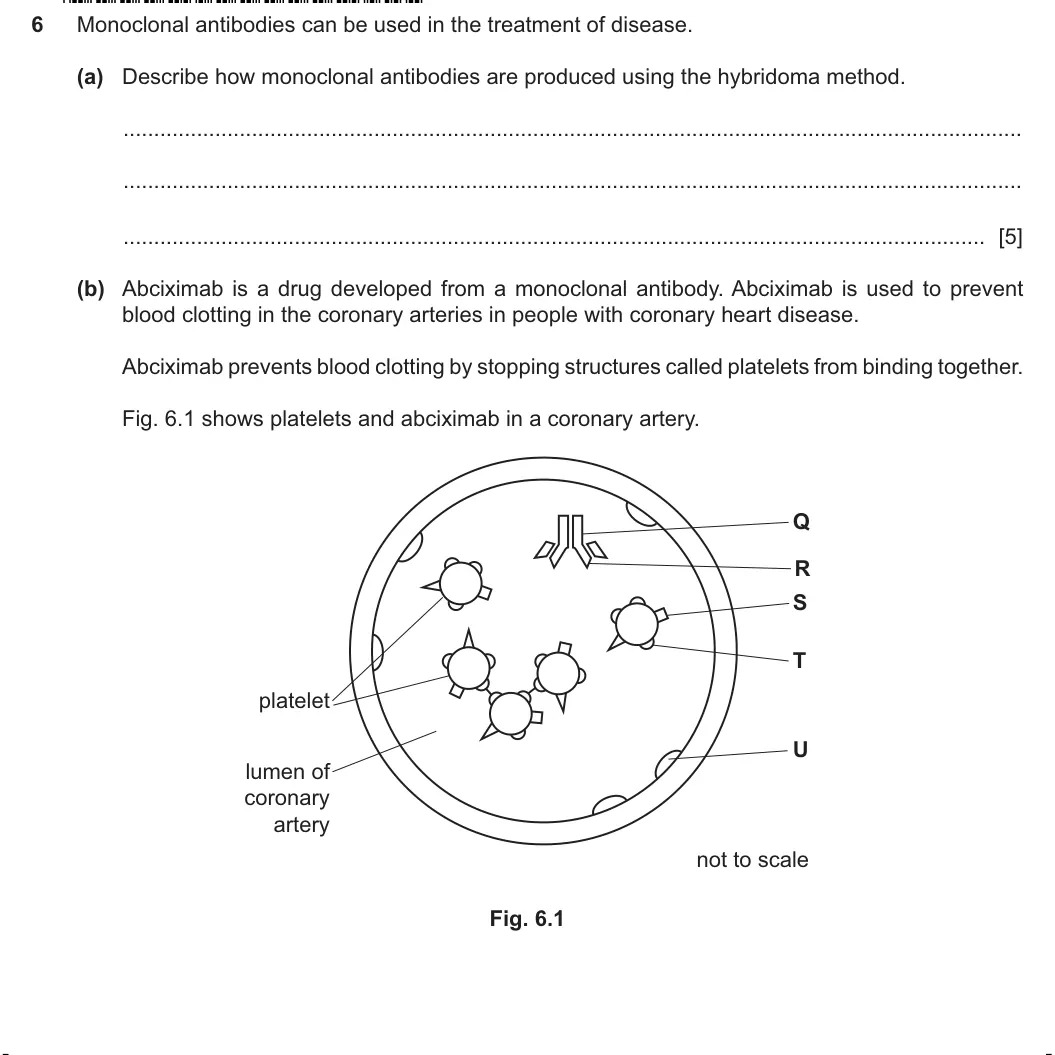 6 Monoclonal antibodies can be used in the treatment of disease.
(a) Describe how monoclonal antibodies are produced using the hybridoma method.
..........................................................................................................................................................
..........................................................................................................................................................
.................................................................................................................................................... [5]
(b) Abciximab is a drug developed from a monoclonal antibody. Abciximab is used to prevent
blood clotting in the coronary arteries in people with coronary heart disease.
Abciximab prevents blood clotting by stopping structures called platelets from binding together.
Fig. 6.1 shows platelets and abciximab in a coronary artery.
Q
R
S
T
platelet
U
lumen of
coronary
artery
not to scale
Fig. 6.1